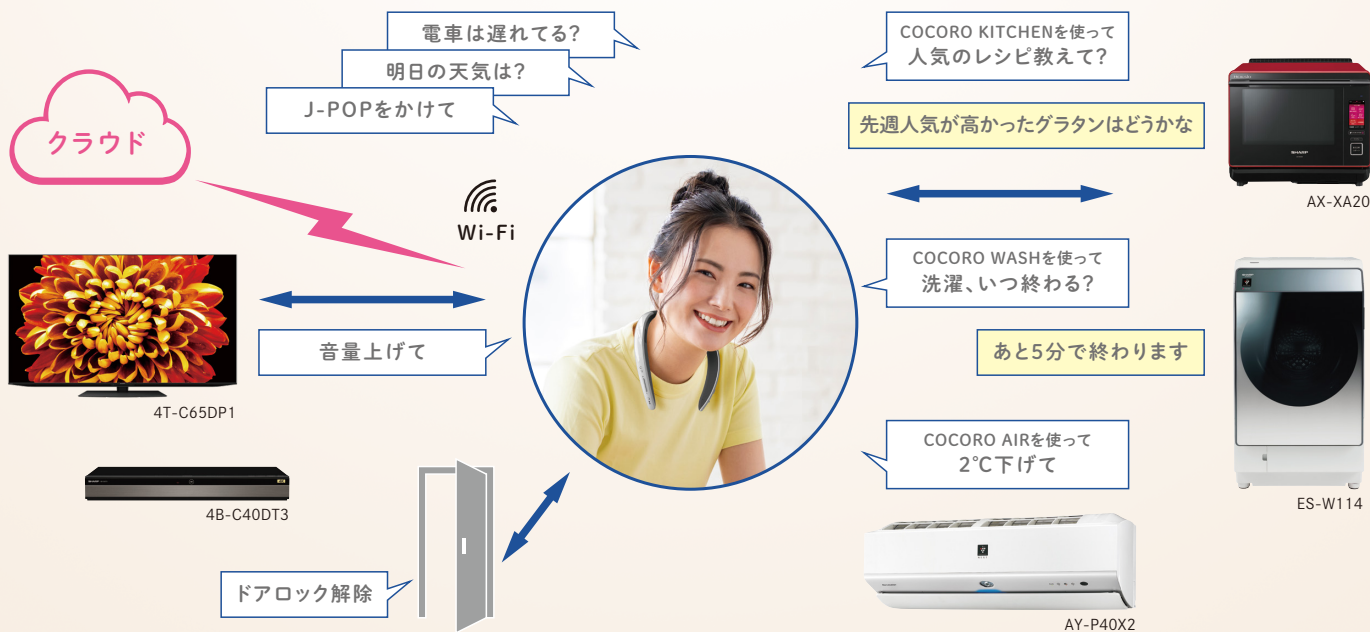 電車は遅れてる?
明日の天気は?
J-POPをかけて
クラウド
Wi-Fi
COCORO KITCHENを使って
人気のレシピ教えて?
先週人気が高かったグラタンはどうかな
SHARP
AX-XA20
4T-C65DP1
音量上げて
COCORO WASHを使って
洗濯、いつ終わる?
あと5分で終わります
ES-W114
4B-C40DT3
ドアロック解除
COCORO AIRを使って
2℃下げて
AY-P40X2